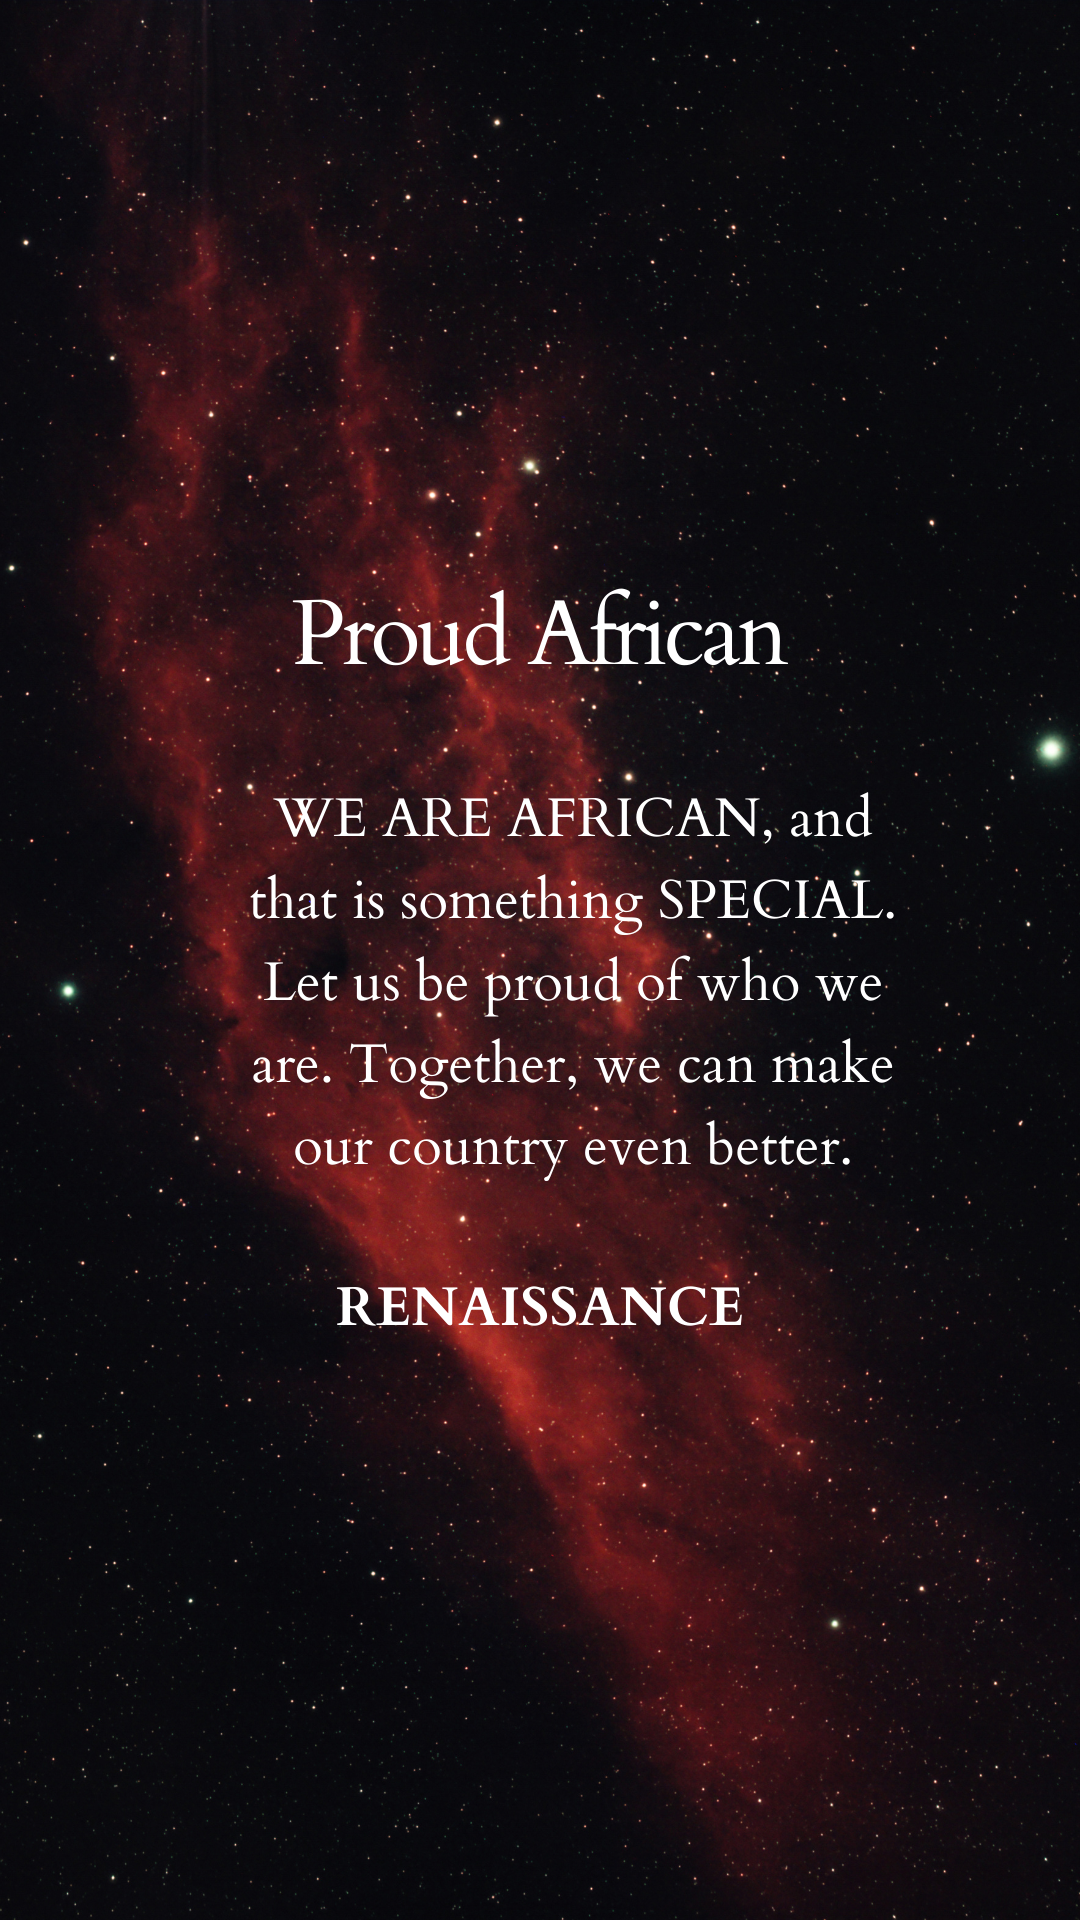 Proud African
WE ARE AFRICAN, and
that is something SPECIAL.
Let us be proud of who we
are. Together, we can make
our country even better.
RENAISSANCE